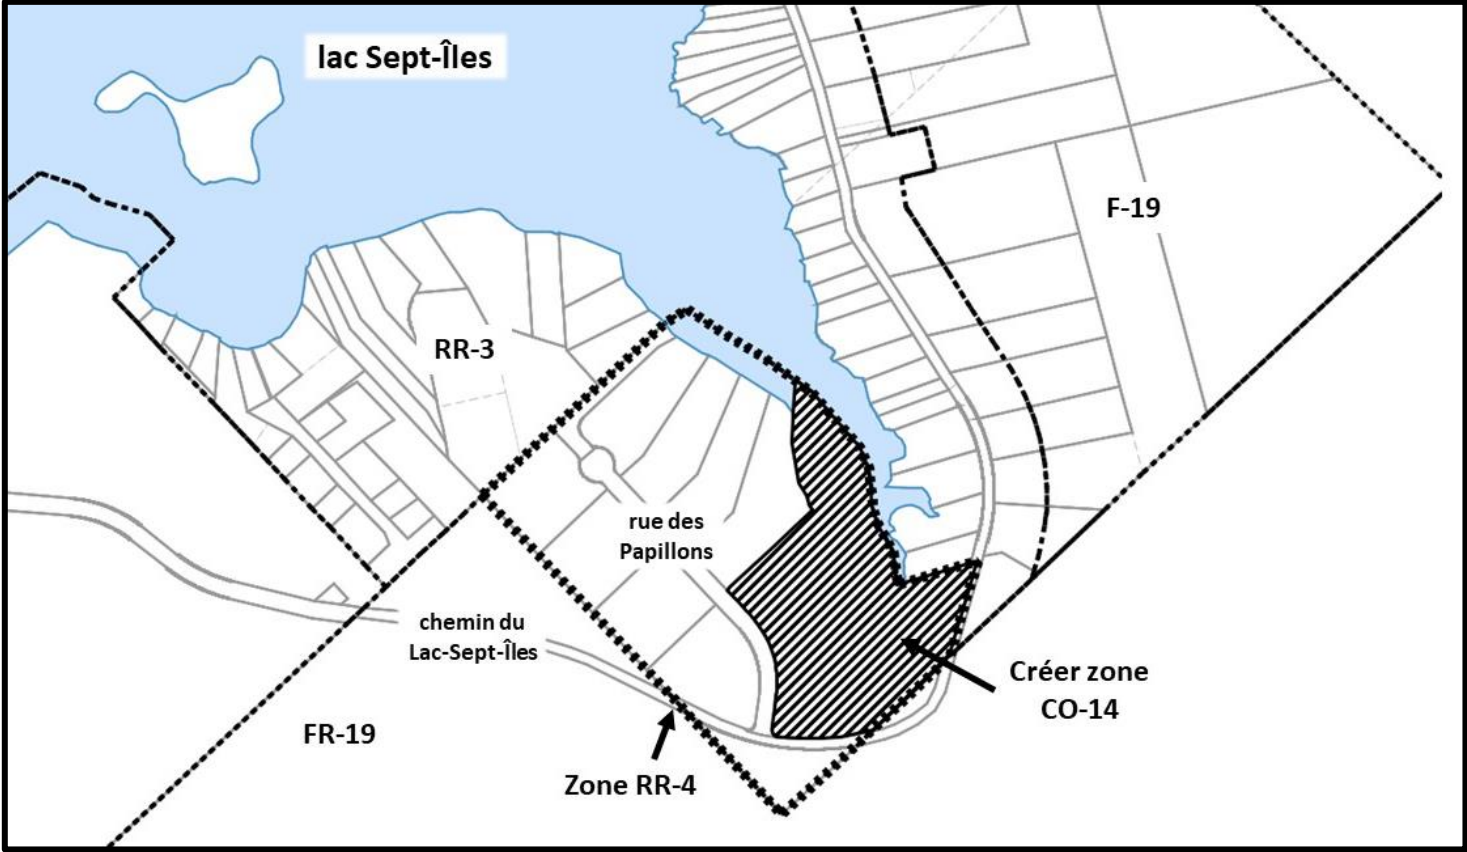 lac Sept-Îles
F-19
RR-3
rue des
Papillons
chemin du
Lac-Sept-Îles
Créer zone
CO-14
FR-19
Zone RR-4